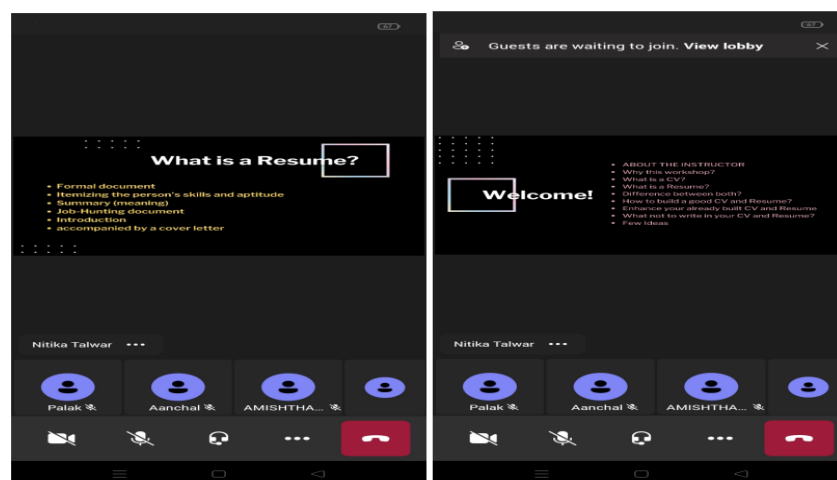 67
What is a Resume?
• Formal document
• Itemizing the person's skills and aptitude
• Summary (meaning)
• Job-Hunting document
• Introduction
• accompanied by a cover letter
Nitika Talwar •••
Palak
Aanchal
AMISHTHA...
67
Guests are waiting to join. View lobby
Welcome!
• ABOUT THE INSTRUCTOR
• Why this workshop?
• What is a CV?
• What is a Resume?
• Difference between both?
• How to build a good CV and Resume?
• Enhance your already built CV and Resume
• What not to write in your CV and Resume?
• Few Ideas
Nitika Talwar •••
Palak
Aanchal
AMISHTHA...